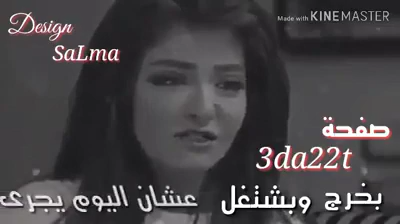 Design
SaLma
Made with KINEMASTER
صفحة
3da22t
بخرج وبشتغل عشان اليوم يجرى